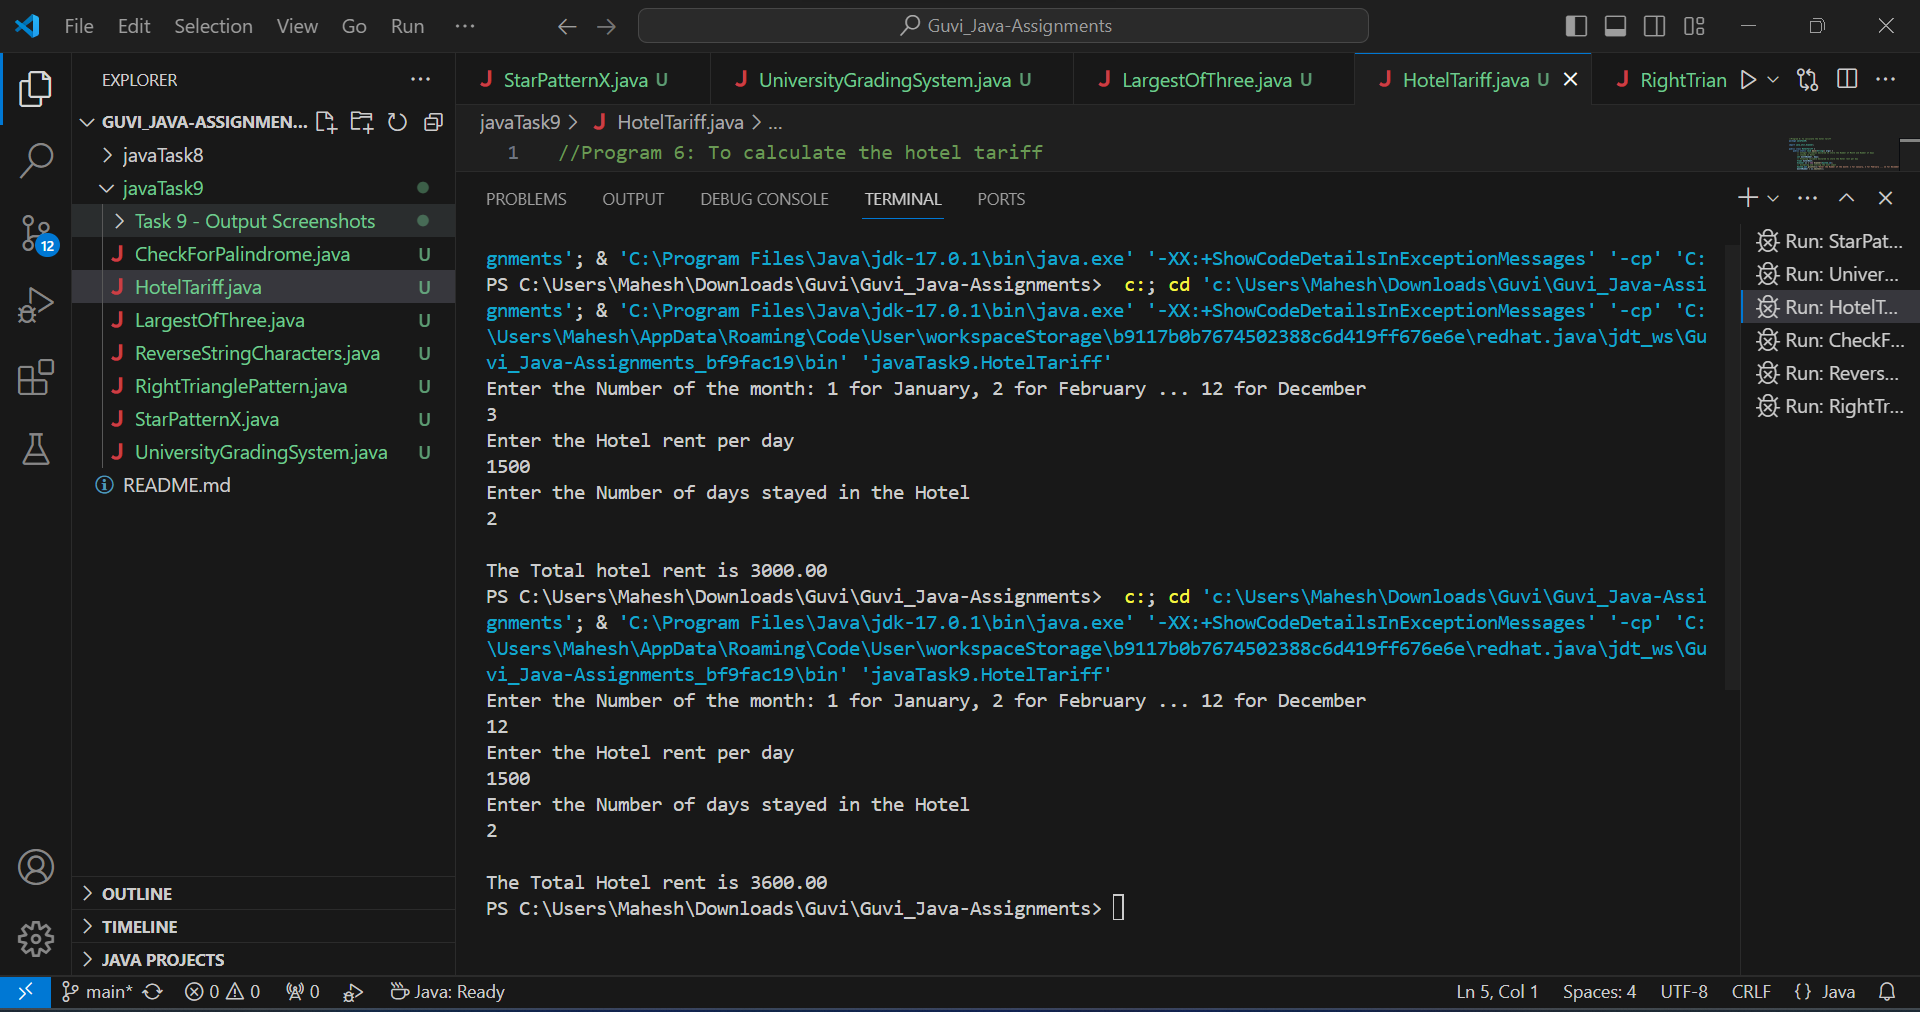 File Edit Selection View Go Run ...
Guvi_Java-Assignments
EXPLORER
GUVI_JAVA-ASSIGNMEN...
javaTask8
javaTask9
Task 9 - Output Screenshots
J CheckForPalindrome.java U
J HotelTariff.java U
J LargestOfThree.java U
J ReverseStringCharacters.java U
J RightTrianglePattern.java U
J StarPatternX.java U
J UniversityGradingSystem.java U
README.md
12
OUTLINE
TIMELINE
JAVA PROJECTS
J StarPatternX.java U J UniversityGradingSystem.java U J LargestOfThree.java U J HotelTariff.java U J RightTrian
javaTask9 > J HotelTariff.java > ...
1 //Program 6: To calculate the hotel tariff
PROBLEMS OUTPUT DEBUG CONSOLE TERMINAL PORTS
gnments'; & 'C:\Program Files\Java\jdk-17.0.1\bin\java.exe' '-XX:+ShowCodeDetailsInExceptionMessages' '-cp' 'C:
PS C:\Users\Mahesh\Downloads\Guvi\Guvi_Java-Assignments>  c:; cd 'c:\Users\Mahesh\Downloads\Guvi\Guvi_Java-Assi
gnments'; & 'C:\Program Files\Java\jdk-17.0.1\bin\java.exe' '-XX:+ShowCodeDetailsInExceptionMessages' '-cp' 'C:
\Users\Mahesh\AppData\Roaming\Code\User\workspaceStorage\b9117b0b7674502388c6d419ff676e6e\redhat.java\jdt_ws\Gu
vi_Java-Assignments_bf9fac19\bin' 'javaTask9.HotelTariff'
Enter the Number of the month: 1 for January, 2 for February ... 12 for December
3
Enter the Hotel rent per day
1500
Enter the Number of days stayed in the Hotel
2
The Total hotel rent is 3000.00
PS C:\Users\Mahesh\Downloads\Guvi\Guvi_Java-Assignments>  c:; cd 'c:\Users\Mahesh\Downloads\Guvi\Guvi_Java-Assi
gnments'; & 'C:\Program Files\Java\jdk-17.0.1\bin\java.exe' '-XX:+ShowCodeDetailsInExceptionMessages' '-cp' 'C:
\Users\Mahesh\AppData\Roaming\Code\User\workspaceStorage\b9117b0b7674502388c6d419ff676e6e\redhat.java\jdt_ws\Gu
vi_Java-Assignments_bf9fac19\bin' 'javaTask9.HotelTariff'
Enter the Number of the month: 1 for January, 2 for February ... 12 for December
12
Enter the Hotel rent per day
1500
Enter the Number of days stayed in the Hotel
2
The Total Hotel rent is 3600.00
PS C:\Users\Mahesh\Downloads\Guvi\Guvi_Java-Assignments>
Run: StarPat...
Run: Univer...
Run: HotelT...
Run: CheckF...
Run: Revers...
Run: RightTr...
main* 0 0 0 Java: Ready Ln 5, Col 1 Spaces: 4 UTF-8 CRLF {} Java